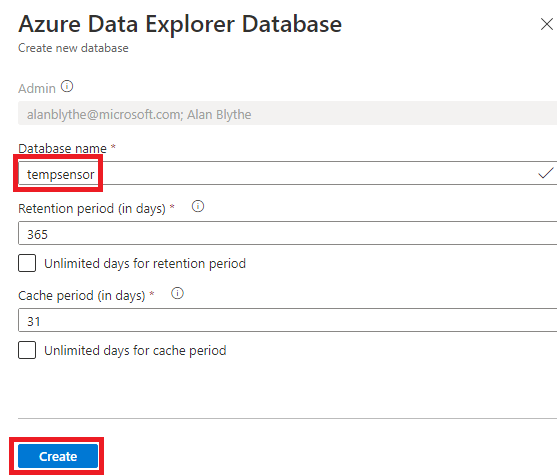 Azure Data Explorer Database
Create new database
Admin
alanblythe@microsoft.com; Alan Blythe
Database name *
tempsensor
Retention period (in days) *
365
Unlimited days for retention period
Cache period (in days) *
31
Unlimited days for cache period
Create